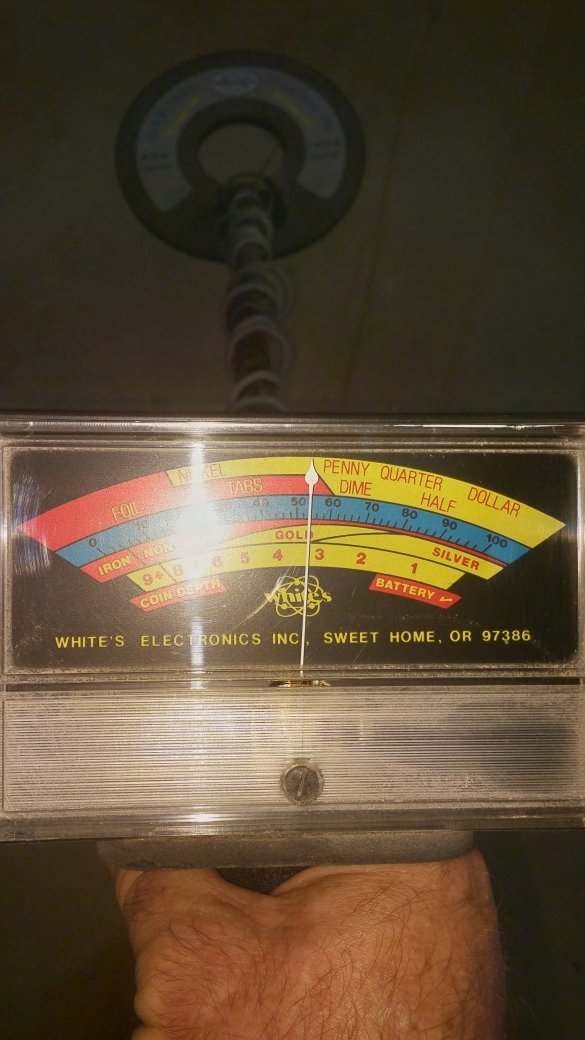 NICKEL PENNY QUARTER DOLLAR
FOIL TABS DIME HALF
0 50 60 70 80 90 100
IRON GOLD SILVER
9+ 8 6 5 4 3 2 1
COIN BATTERY
White's
WHITE'S ELECTRONICS INC, SWEET HOME, OR 97386